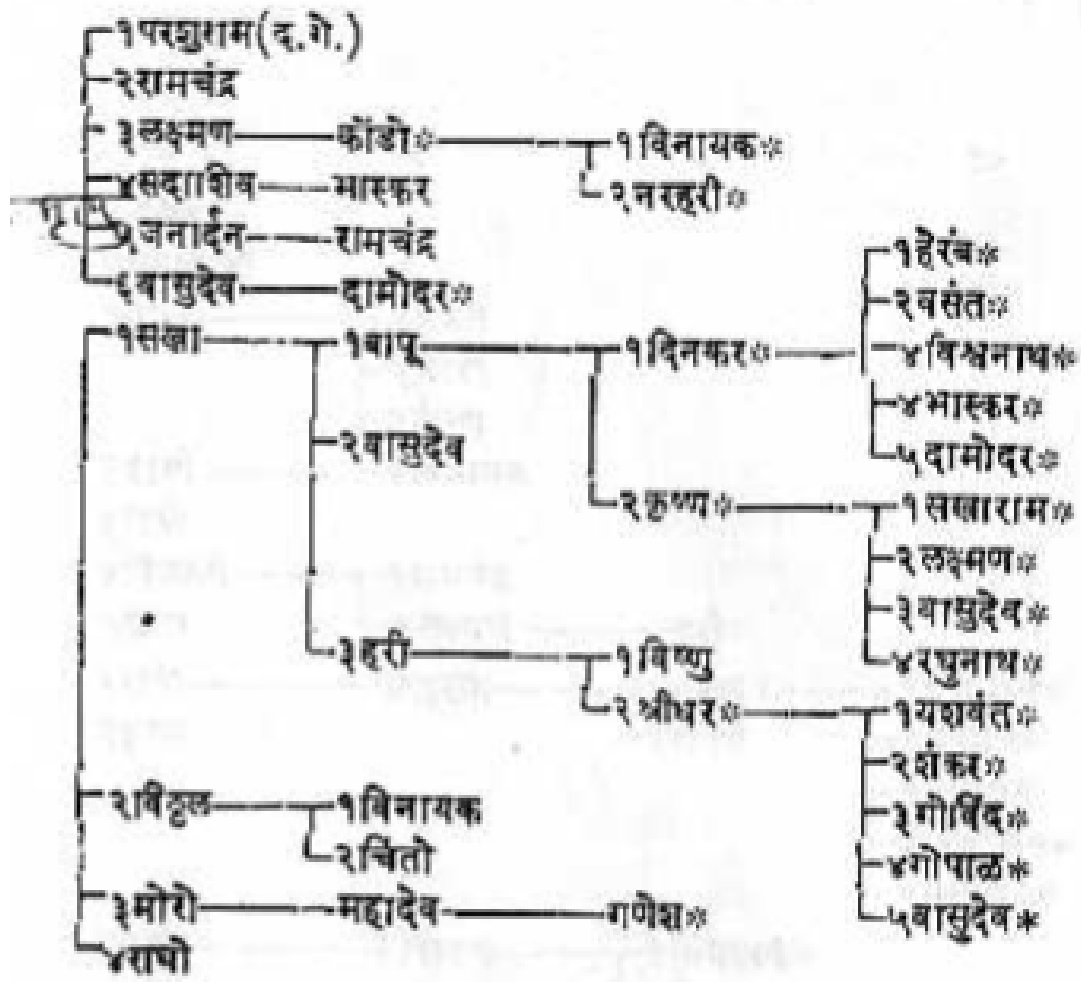 १परशुराम(द.गे.)
२रामचंद्र
३लक्ष्मण कोंडो* १विनायक*
२नरहरी*
४सदाशिव भास्कर
५जनार्दन रामचंद्र
१हेरंब*
६वासुदेव दामोदर*
२वसंत*
१सखा १बापू १दिनकर* ४विश्वनाथ*
४भास्कर*
२वासुदेव
५दामोदर*
२कृष्ण* १सखाराम*
२लक्ष्मण*
३वासुदेव*
३हरी १विष्णु ४रघुनाथ*
२श्रीधर* १यशवंत*
२शंकर*
२विठ्ठल १विनायक ३गोविंद*
२चिंतो
४गोपाळ*
३मोरो महादेव गणेश* ५वासुदेव*
४राघो